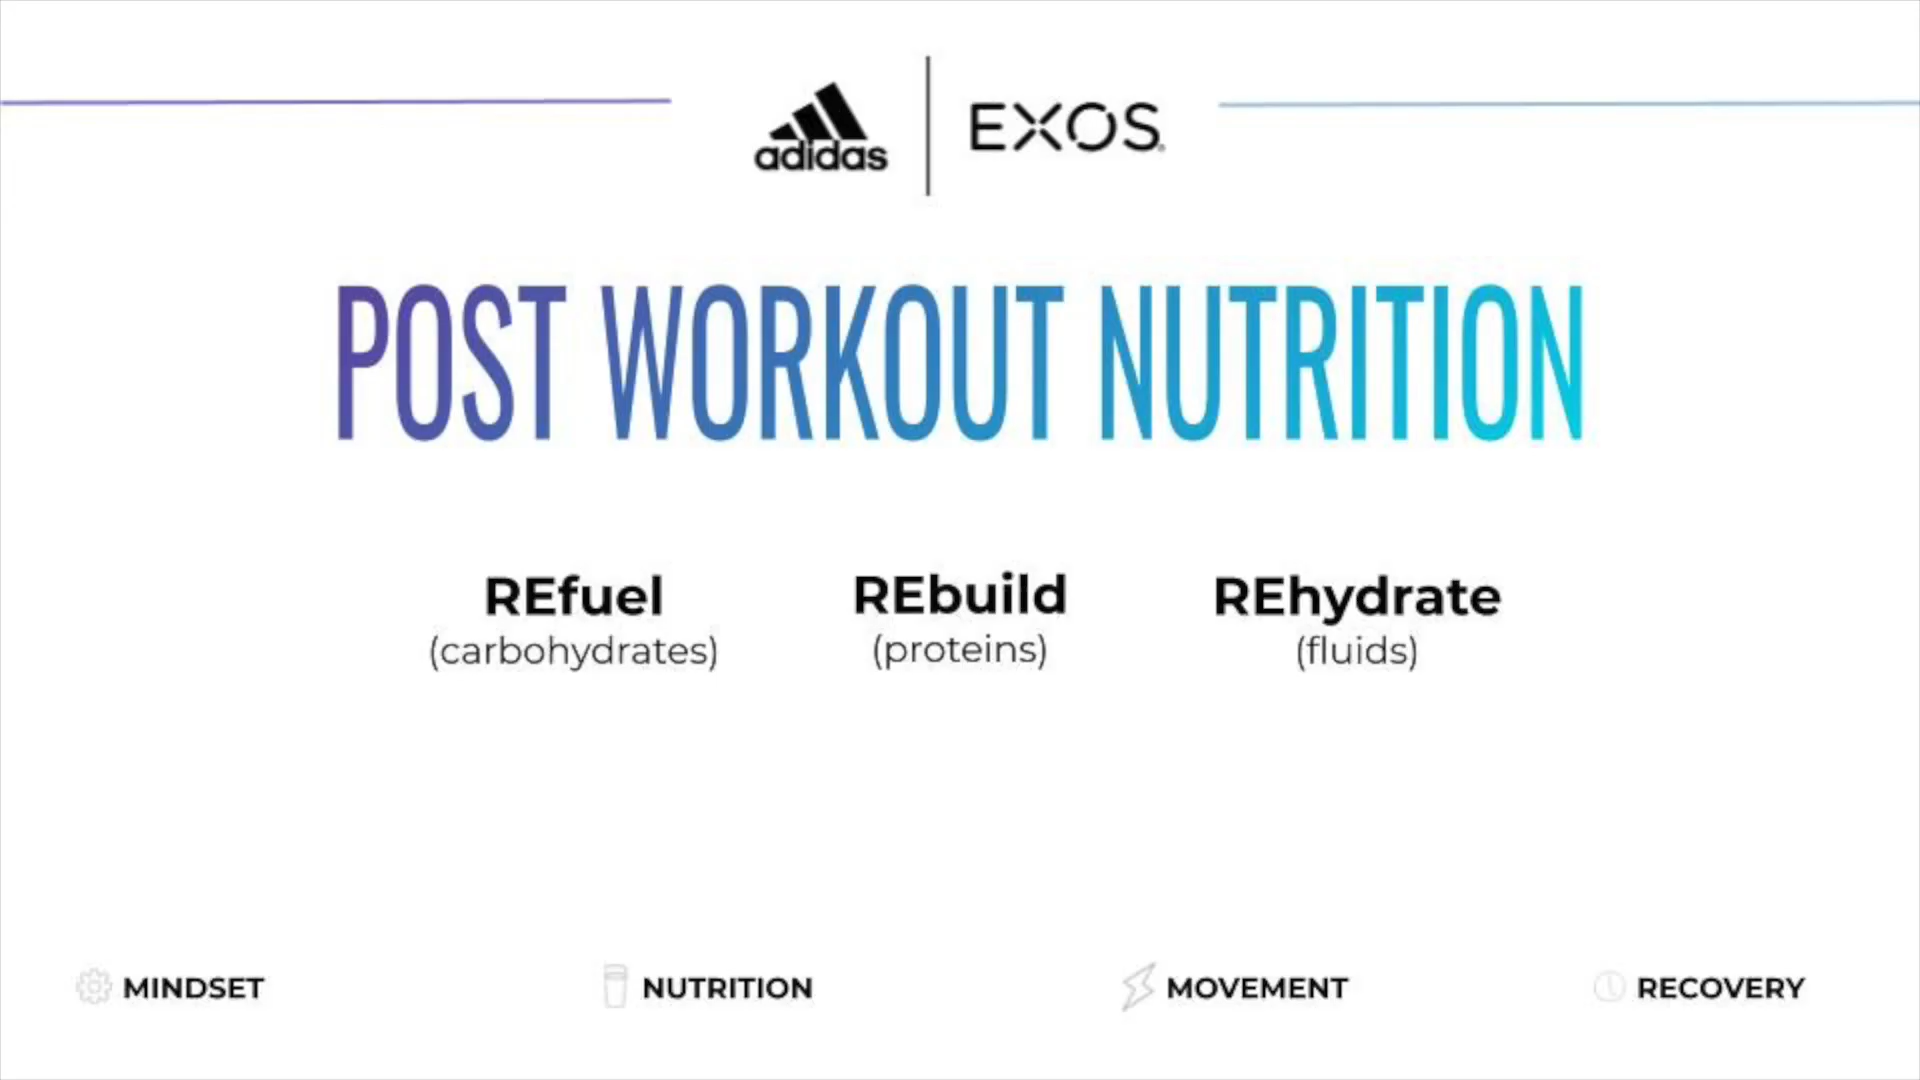 adidas
EXOS
POST WORKOUT NUTRITION
REfuel
(carbohydrates)
REbuild
(proteins)
REhydrate
(fluids)
MINDSET
NUTRITION
MOVEMENT
RECOVERY